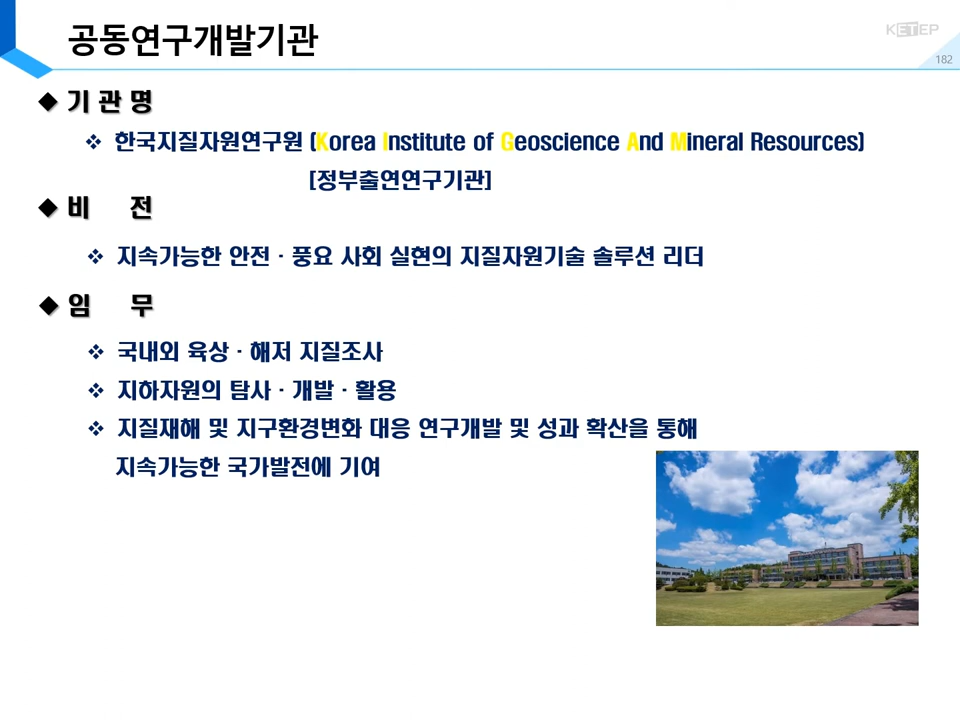 공동연구개발기관
KETEP
182
◆ 기 관 명
❖ 한국지질자원연구원 (Korea Institute of Geoscience And Mineral Resources)
[정부출연연구기관]
◆ 비 전
❖ 지속가능한 안전 · 풍요 사회 실현의 지질자원기술 솔루션 리더
◆ 임 무
❖ 국내외 육상 · 해저 지질조사
❖ 지하자원의 탐사 · 개발 · 활용
❖ 지질재해 및 지구환경변화 대응 연구개발 및 성과 확산을 통해
지속가능한 국가발전에 기여